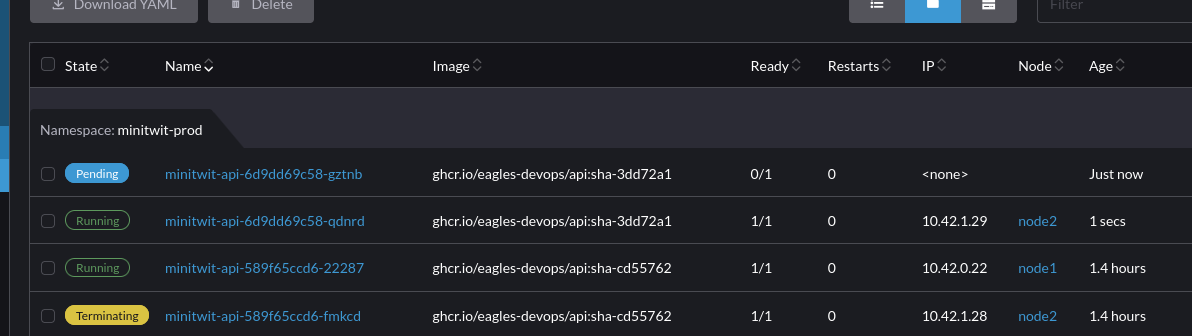 Download YAML Delete Filter
State Name Image Ready Restarts IP Node Age
Namespace: minitwit-prod
Pending minitwit-api-6d9dd69c58-gztnb ghcr.io/eagles-devops/api:sha-3dd72a1 0/1 0 <none> Just now
Running minitwit-api-6d9dd69c58-qdnrd ghcr.io/eagles-devops/api:sha-3dd72a1 1/1 0 10.42.1.29 node2 1 secs
Running minitwit-api-589f65ccd6-22287 ghcr.io/eagles-devops/api:sha-cd55762 1/1 0 10.42.0.22 node1 1.4 hours
Terminating minitwit-api-589f65ccd6-fmkcd ghcr.io/eagles-devops/api:sha-cd55762 1/1 0 10.42.1.28 node2 1.4 hours